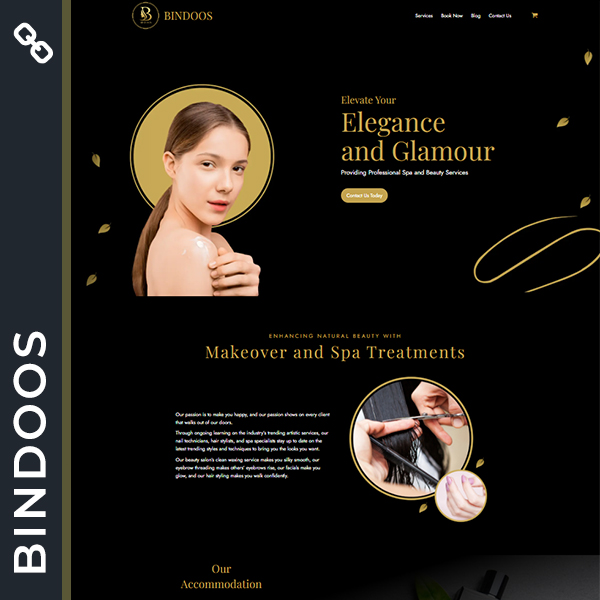 BINDOOS
BINDOOS
Services
Book Now
Blog
Contact Us
Elevate Your
Elegance
and Glamour
Providing Professional Spa and Beauty Services
Contact Us Today
ENHANCING NATURAL BEAUTY WITH
Makeover and Spa Treatments
Our passion is to make you happy, and our passion shows on every client
that walks out of our doors.
Through ongoing learning on the industry's trending artistic services, our
nail technicians, hair stylists, and spa specialists stay up to date on the
latest trending styles and techniques to bring you the looks you want.
Our beauty salon's clean waxing service makes you silky smooth, our
eyebrow threading makes others' eyebrows rise, our facials make you
glow, and our hair styling makes you walk confidently.
Our
Accommodation